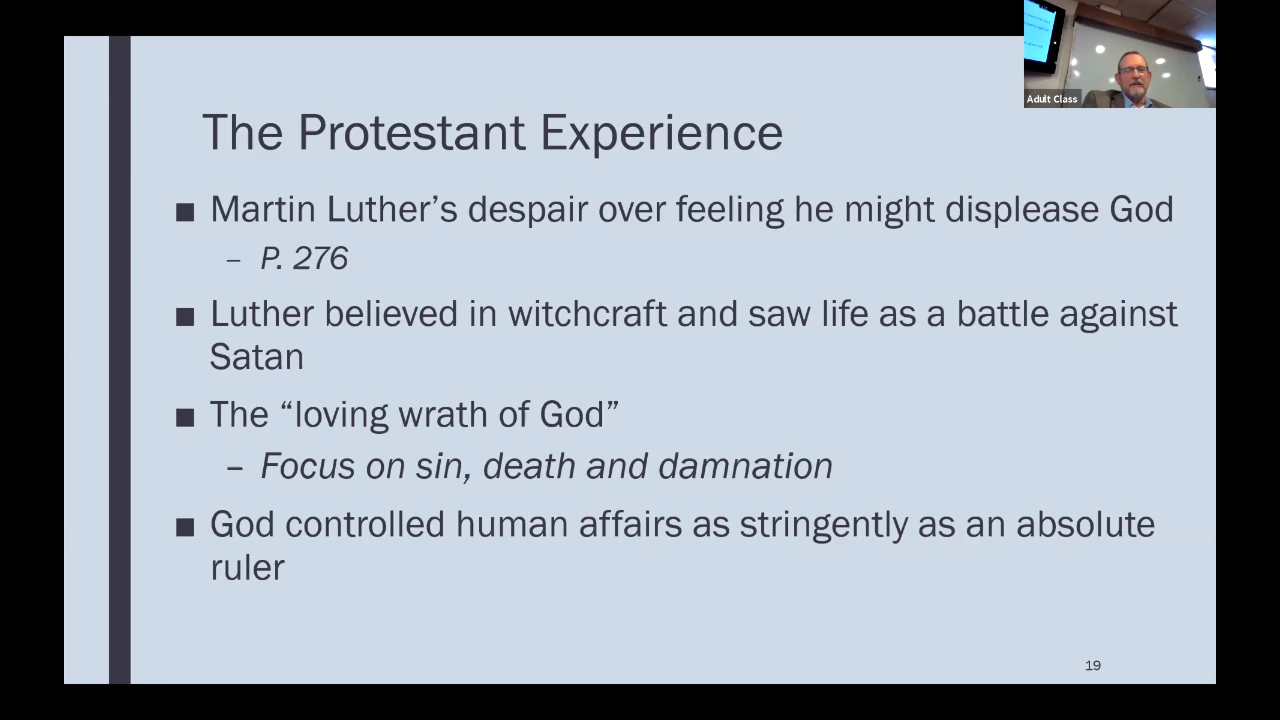 Adult Class
The Protestant Experience
■ Martin Luther’s despair over feeling he might displease God
– P. 276
■ Luther believed in witchcraft and saw life as a battle against
Satan
■ The “loving wrath of God”
– Focus on sin, death and damnation
■ God controlled human affairs as stringently as an absolute
ruler
19